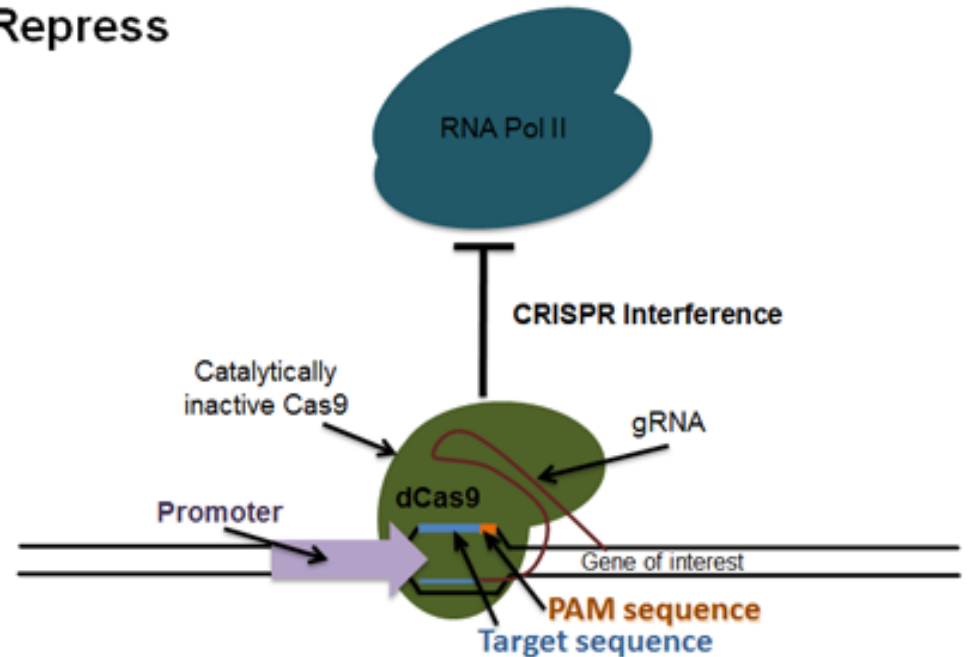 Repress
RNA Pol II
CRISPR Interference
Catalytically
inactive Cas9
gRNA
dCas9
Promoter
Gene of interest
PAM sequence
Target sequence